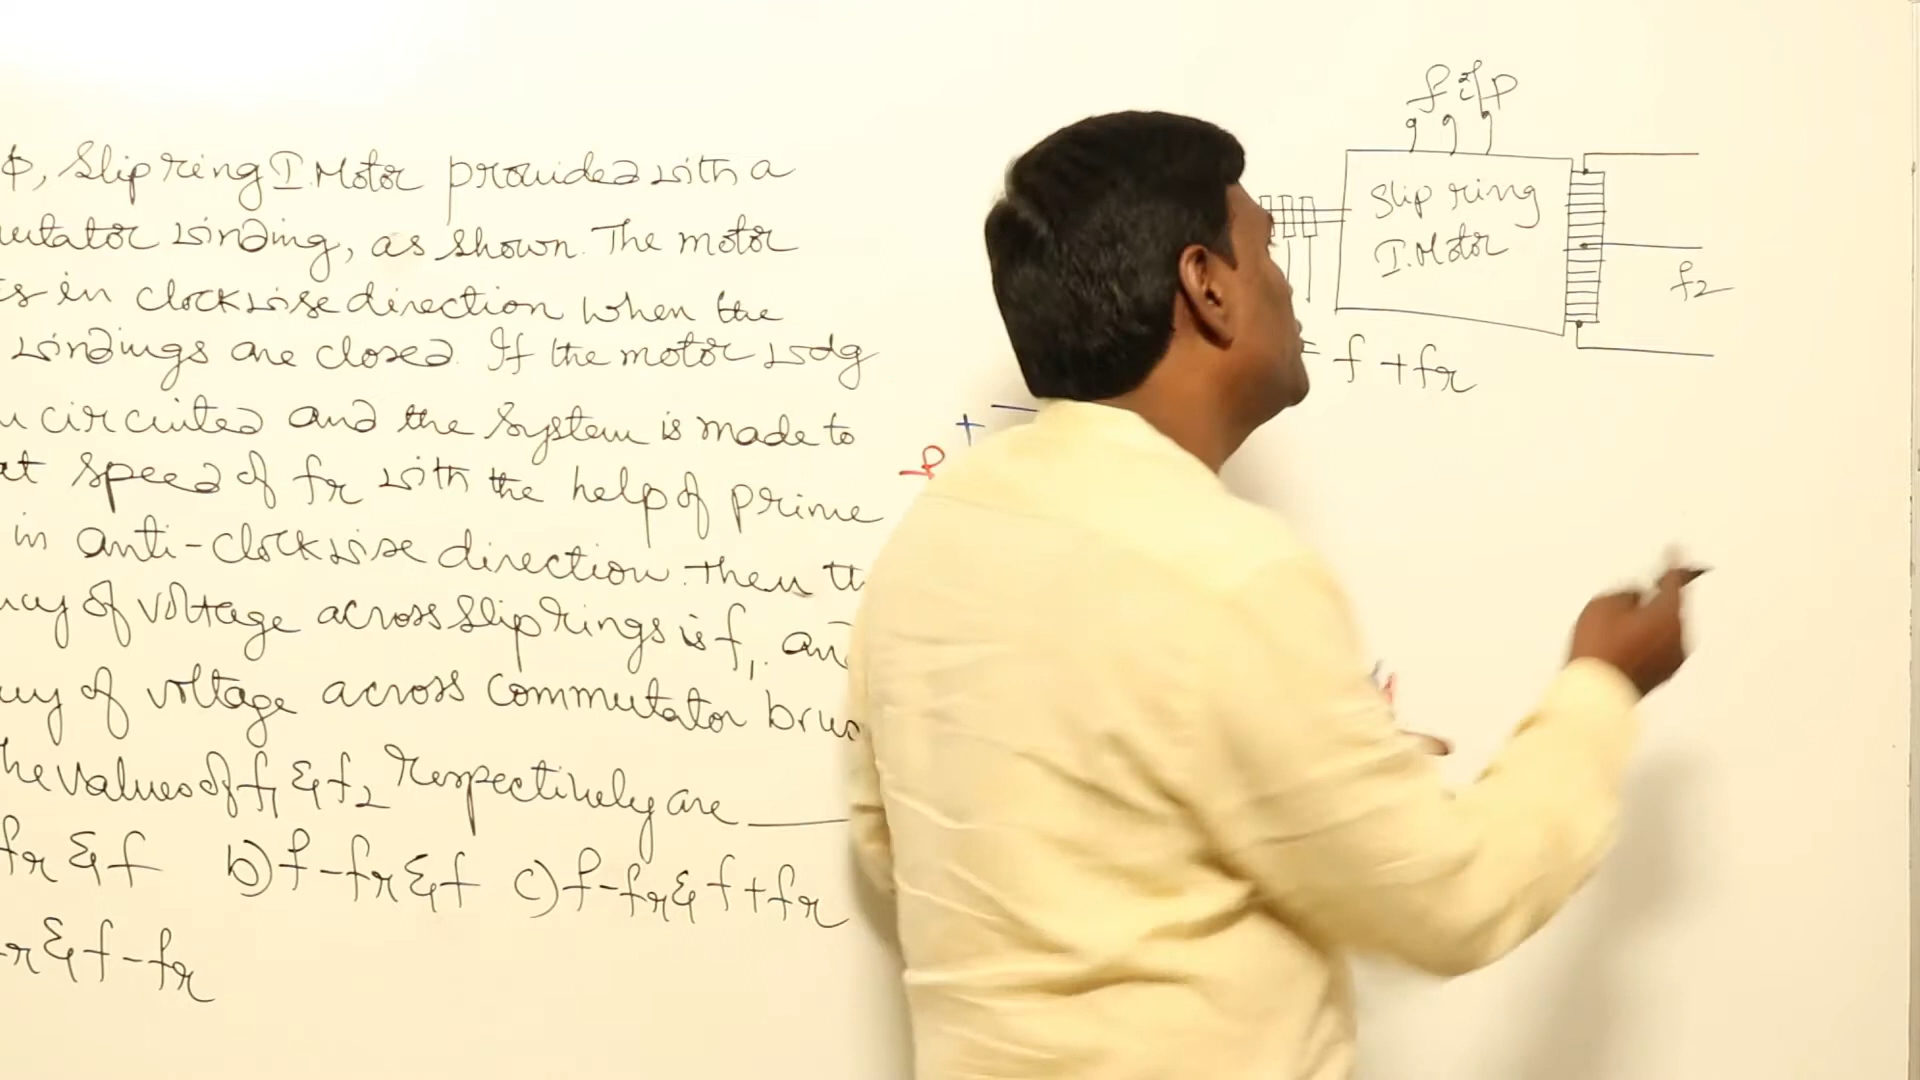 ϕ, Slip ring I.Motor provided with a
utator winding, as shown. The motor
s in clockwise direction when the
windings are closed. If the motor wdg
n circuited and the system is made to
at speed of fr with the help of prime
in anti-clockwise direction. then th
ncy of voltage across slip rings is f1. and
ncy of voltage across commutator brus
he values of f1 & f2 respectively are ____
fr & f b) f-fr & f c) f-fr & f+fr
r & f-fr
f i/p
Slip ring
I.Motor
f2
= f + fr
+
R